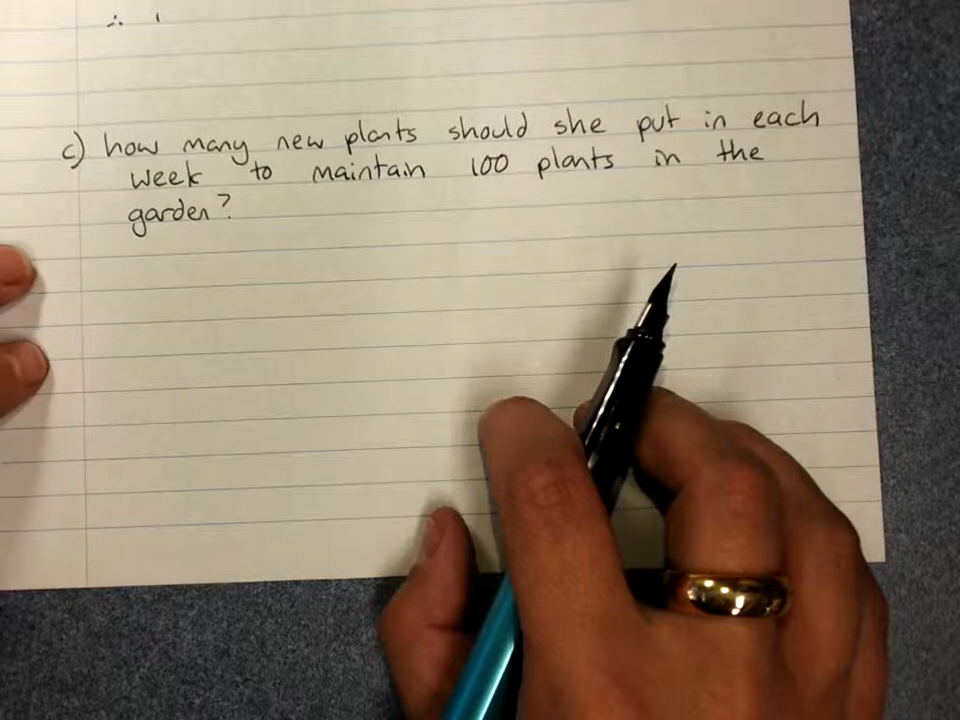 ∴
c) how many new plants should she put in each
week to maintain 100 plants in the
garden?